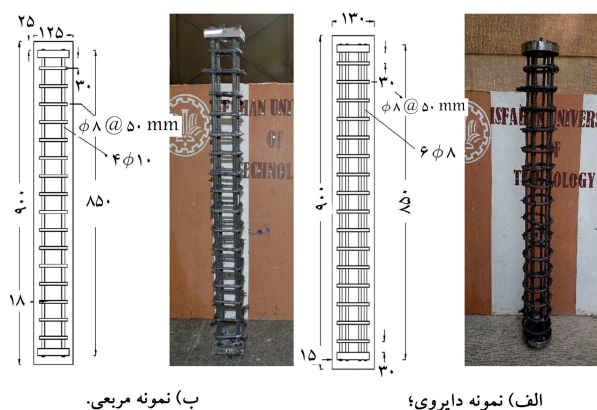 ۲۵
۱۲۵
۳۰
φ۸ @ ۵۰ mm
۴φ۱۰
۹۰۰
۸۵۰
۱۸
ISFAHAN UNI
OF
TECHNOLO
۱۳۰
۳۰
φ۸ @ ۵۰ mm
۶φ۸
۹۰۰
۸۵۰
۱۵
۳۰
ISFAHAN UNIVERS
OF
TECHNOLOGY
ب) نمونه مربعی.
الف) نمونه دایروی؛